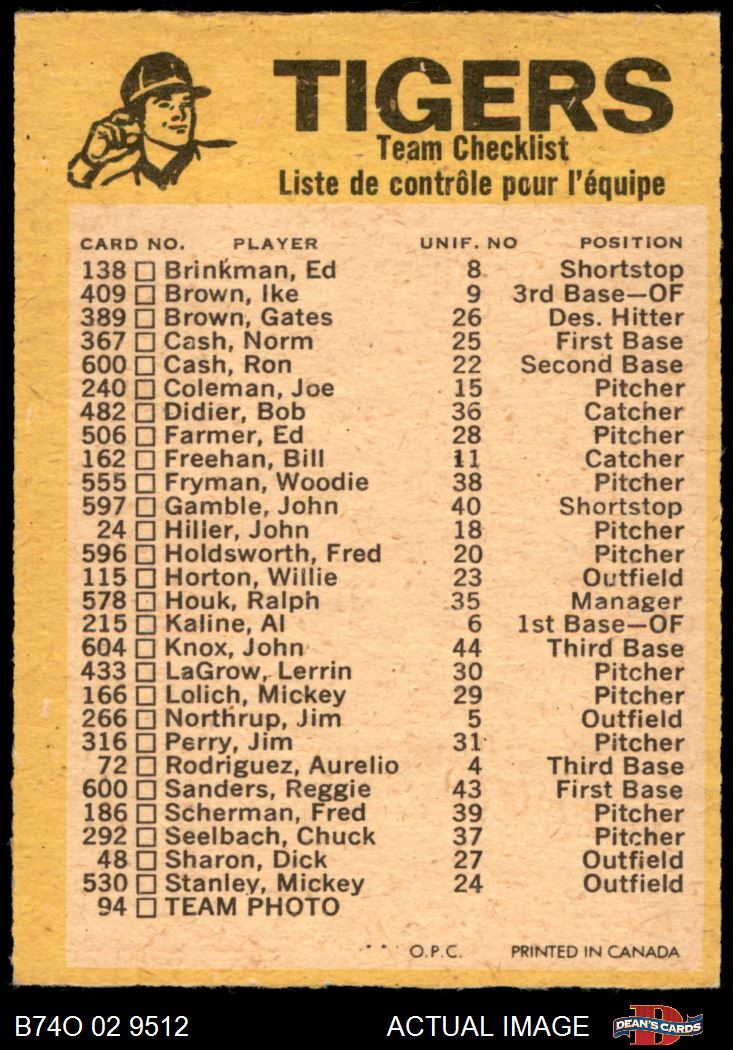 TIGERS
Team Checklist
Liste de contrôle pour l'équipe
CARD NO. PLAYER UNIF. NO POSITION
138 □ Brinkman, Ed 8 Shortstop
409 □ Brown, Ike 9 3rd Base—OF
389 □ Brown, Gates 26 Des. Hitter
367 □ Cash, Norm 25 First Base
600 □ Cash, Ron 22 Second Base
240 □ Coleman, Joe 15 Pitcher
482 □ Didier, Bob 36 Catcher
506 □ Farmer, Ed 28 Pitcher
162 □ Freehan, Bill 11 Catcher
555 □ Fryman, Woodie 38 Pitcher
597 □ Gamble, John 40 Shortstop
24 □ Hiller, John 18 Pitcher
596 □ Holdsworth, Fred 20 Pitcher
115 □ Horton, Willie 23 Outfield
578 □ Houk, Ralph 35 Manager
215 □ Kaline, Al 6 1st Base—OF
604 □ Knox, John 44 Third Base
433 □ LaGrow, Lerrin 30 Pitcher
166 □ Lolich, Mickey 29 Pitcher
266 □ Northrup, Jim 5 Outfield
316 □ Perry, Jim 31 Pitcher
72 □ Rodriguez, Aurelio 4 Third Base
600 □ Sanders, Reggie 43 First Base
186 □ Scherman, Fred 39 Pitcher
292 □ Seelbach, Chuck 37 Pitcher
48 □ Sharon, Dick 27 Outfield
530 □ Stanley, Mickey 24 Outfield
94 □ TEAM PHOTO
O.P.C. PRINTED IN CANADA
B74O 02 9512 ACTUAL IMAGE DEAN'S CARDS